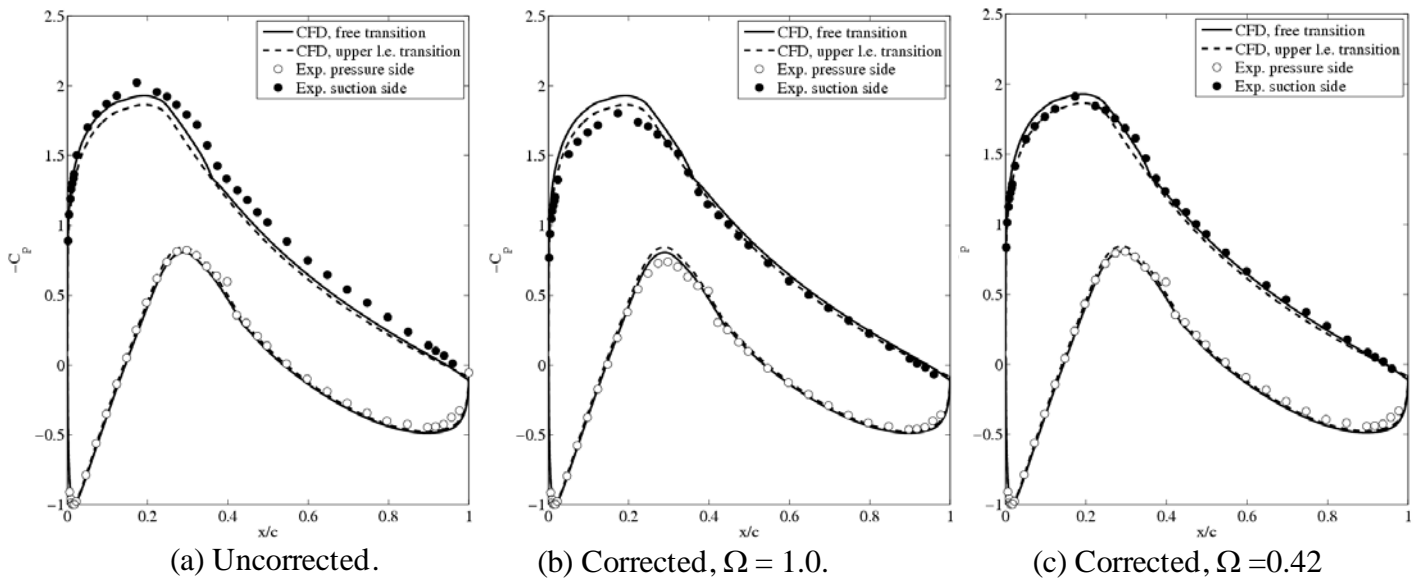 2.5
CFD, free transition
CFD, upper l.e. transition
Exp. pressure side
Exp. suction side
2
1.5
1
0.5
0
−0.5
−1
−C_p
0 0.2 0.4 0.6 0.8 1
x/c
(a) Uncorrected.
2.5
CFD, free transition
CFD, upper l.e. transition
Exp. pressure side
Exp. suction side
2
1.5
1
0.5
0
−0.5
−1
−C_p
0 0.2 0.4 0.6 0.8 1
x/c
(b) Corrected, Ω = 1.0.
2.5
CFD, free transition
CFD, upper l.e. transition
Exp. pressure side
Exp. suction side
2
1.5
1
0.5
0
−0.5
−1
p
0 0.2 0.4 0.6 0.8 1
x/c
(c) Corrected, Ω =0.42